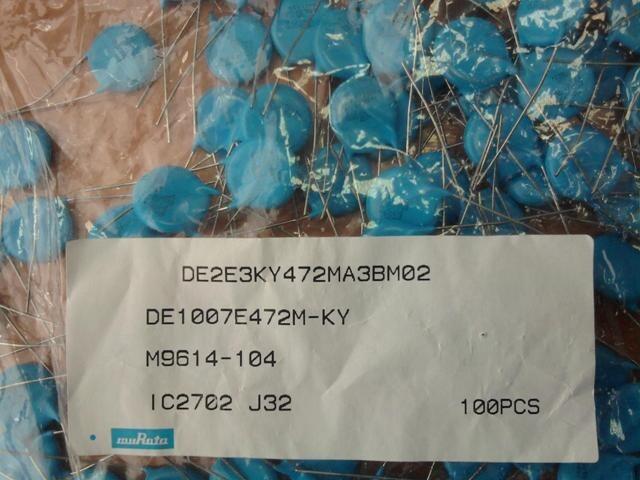 DE2E3KY472MA3BM02
DE1007E472M-KY
M9614-104
IC2702 J32 100PCS
muRata